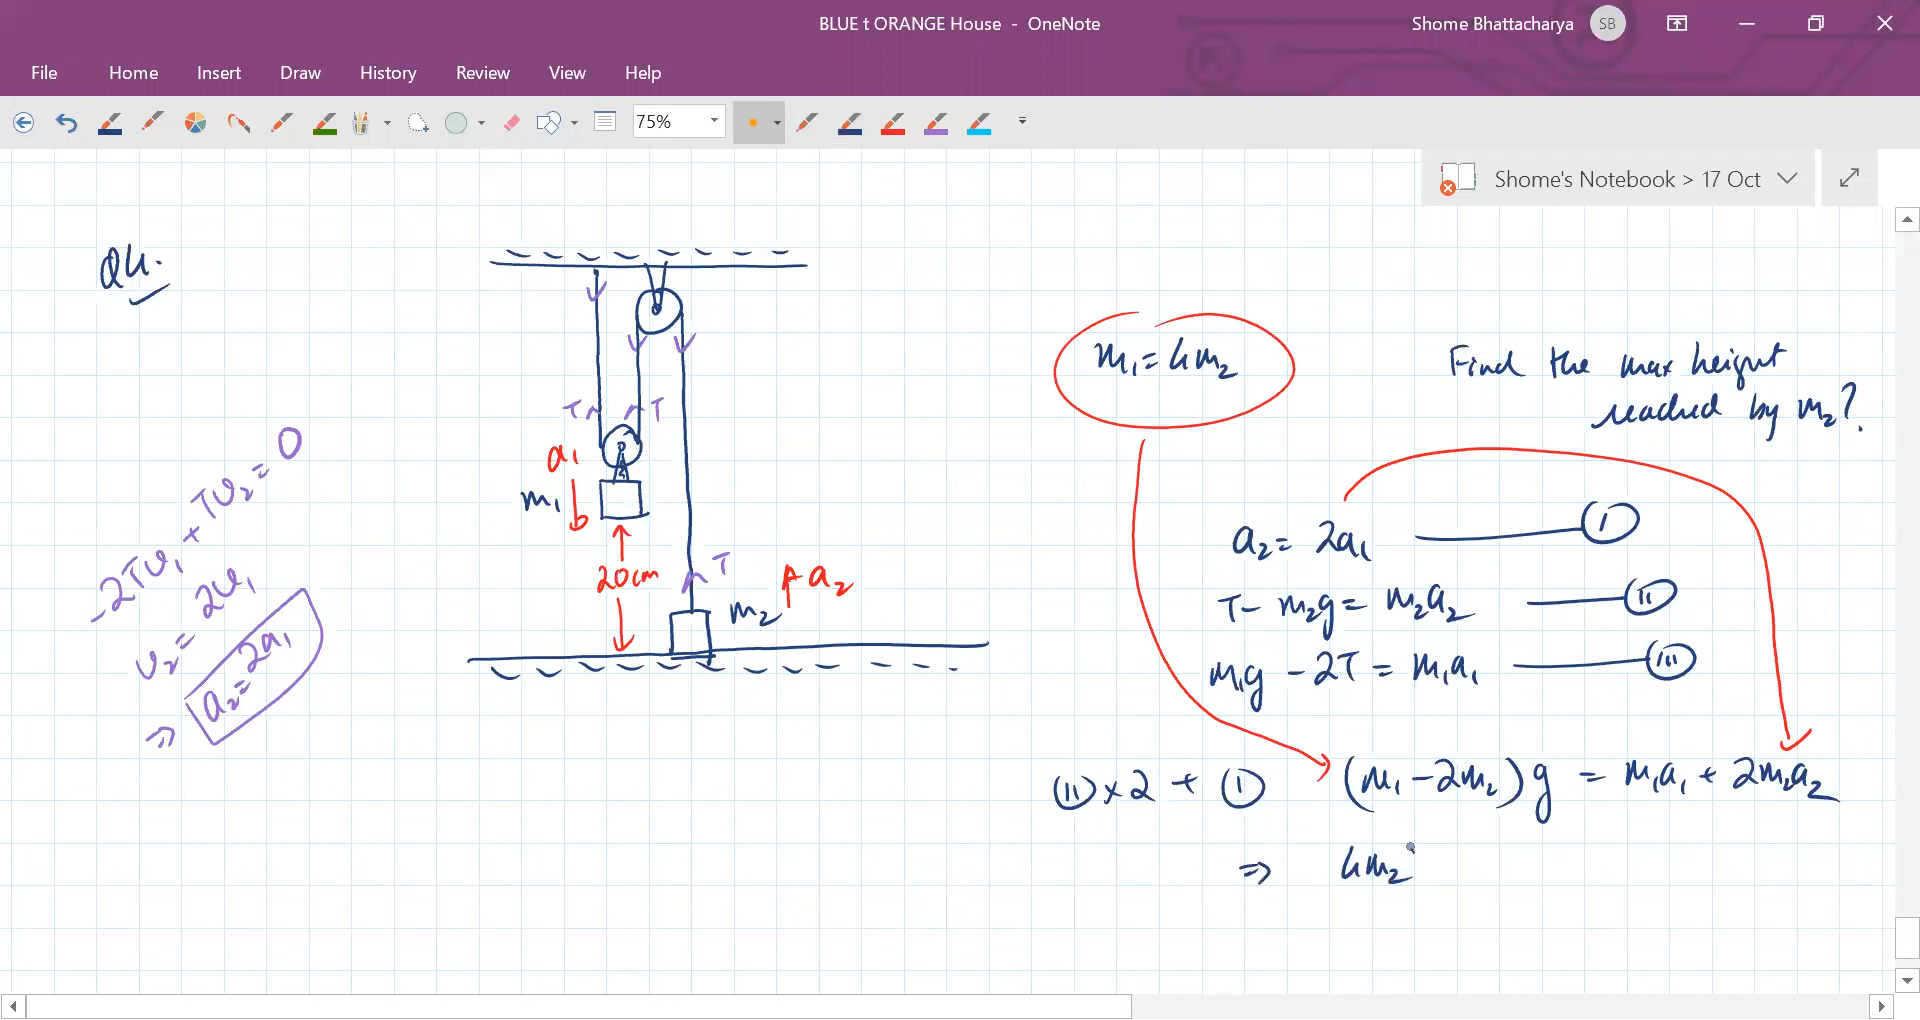 BLUE t ORANGE House - OneNote
Shome Bhattacharya SB
File Home Insert Draw History Review View Help
75%
Shome's Notebook > 17 Oct
Q4.
m₁ = 4m₂
Find the max height
reached by m₂?
T T
a₁
m₁
20cm
T
a₂
m₂
-2Tv₁ + Tv₂ = 0
v₂ = 2v₁
⇒ a₂ = 2a₁
a₂ = 2a₁ I
T - m₂g = m₂a₂ II
m₁g - 2T = m₁a₁ III
II × 2 + I (m₁ - 2m₂)g = m₁a₁ + 2m₂a₂
⇒ 4m₂